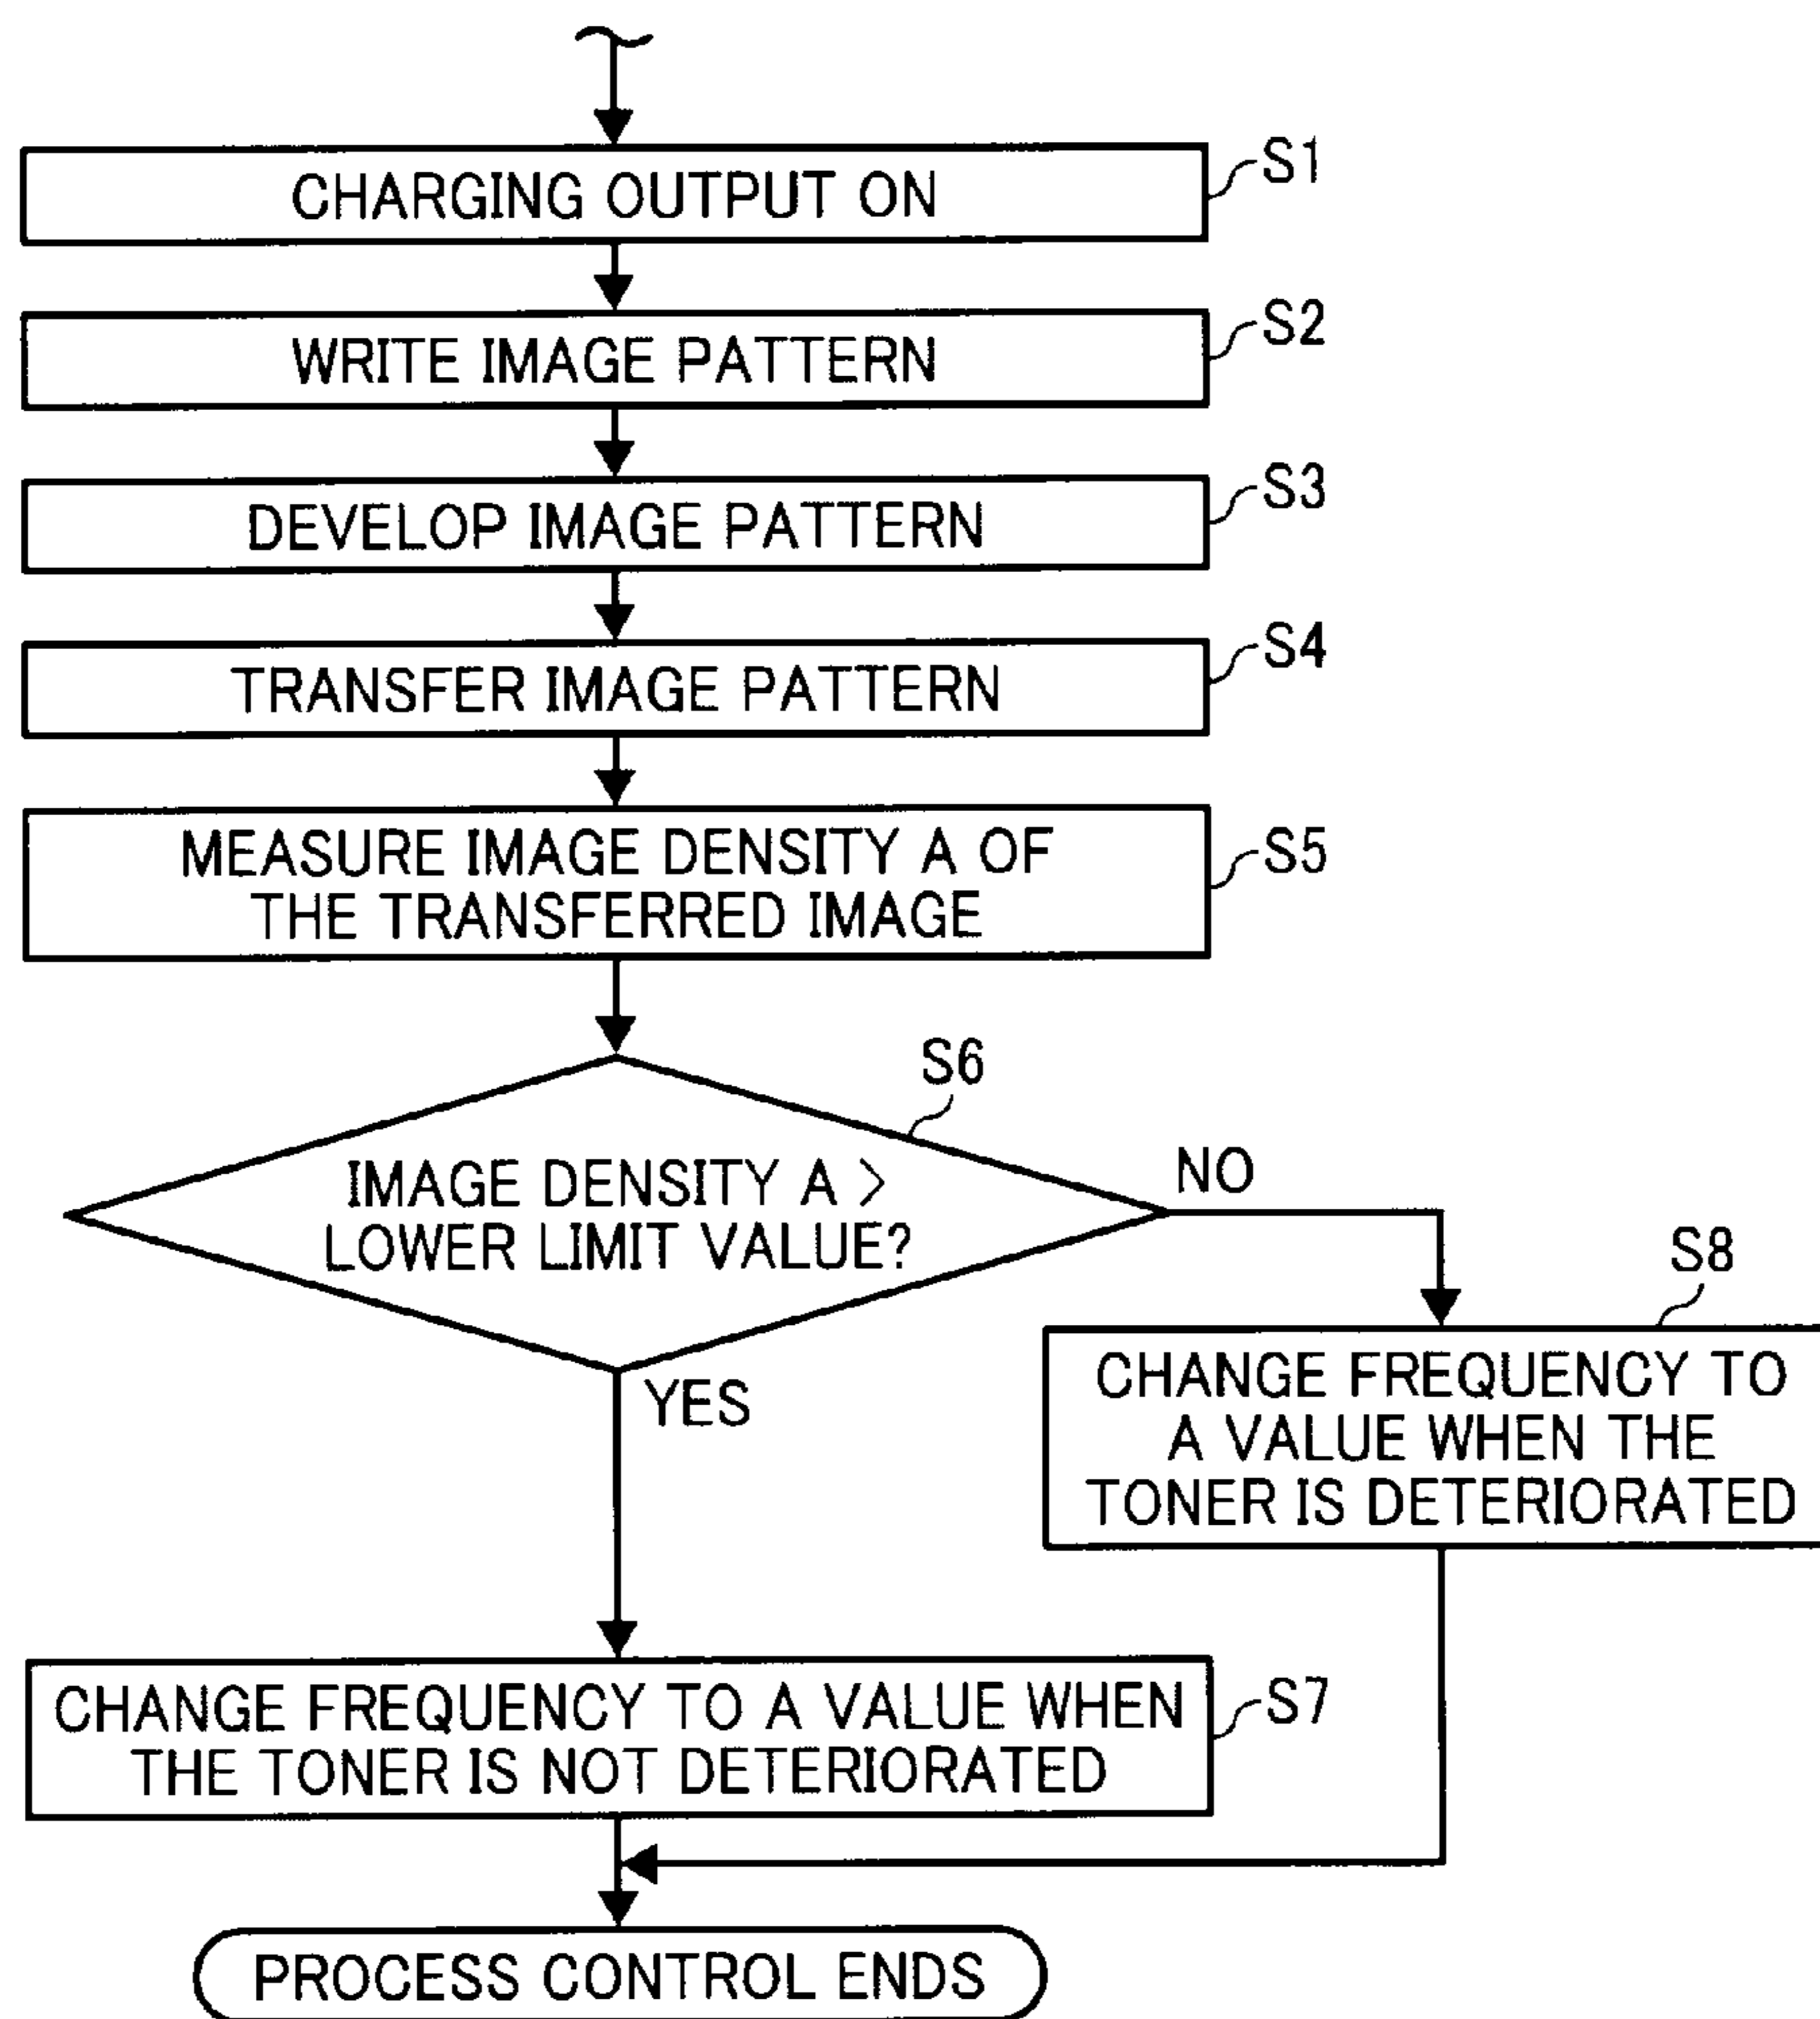 CHARGING OUTPUT ON
S1
WRITE IMAGE PATTERN
S2
DEVELOP IMAGE PATTERN
S3
TRANSFER IMAGE PATTERN
S4
MEASURE IMAGE DENSITY A OF
THE TRANSFERRED IMAGE
S5
S6
IMAGE DENSITY A >
LOWER LIMIT VALUE?
NO
YES
S8
CHANGE FREQUENCY TO
A VALUE WHEN THE
TONER IS DETERIORATED
CHANGE FREQUENCY TO A VALUE WHEN
THE TONER IS NOT DETERIORATED
S7
PROCESS CONTROL ENDS